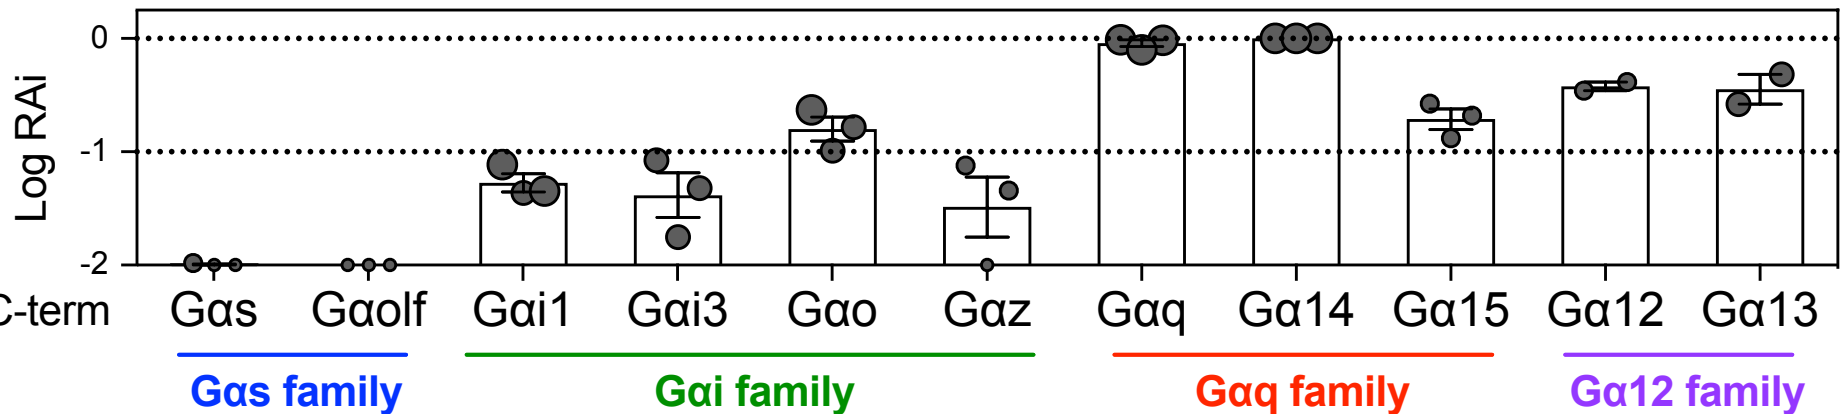 Log RAi
0
-1
-2
C-term Gαs Gαolf Gαi1 Gαi3 Gαo Gαz Gαq Gα14 Gα15 Gα12 Gα13
Gαs family Gαi family Gαq family Gα12 family